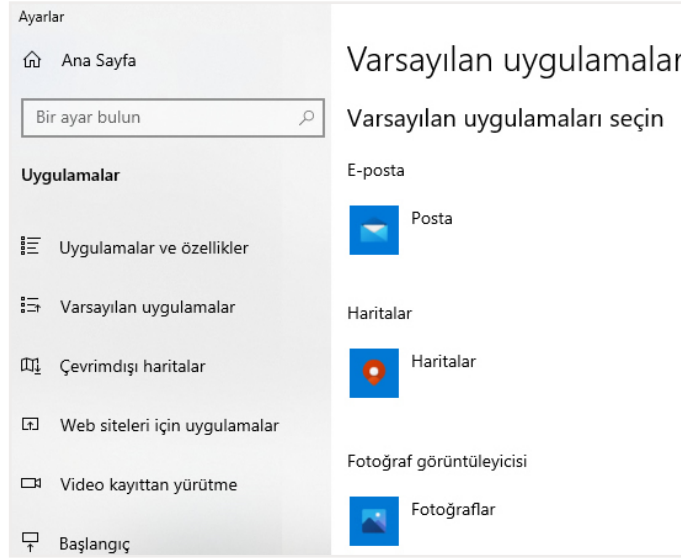 Ayarlar
Ana Sayfa
Bir ayar bulun
Uygulamalar
Uygulamalar ve özellikler
Varsayılan uygulamalar
Çevrimdışı haritalar
Web siteleri için uygulamalar
Video kayıttan yürütme
Başlangıç
Varsayılan uygulamalar
Varsayılan uygulamaları seçin
E-posta
Posta
Haritalar
Haritalar
Fotoğraf görüntüleyicisi
Fotoğraflar